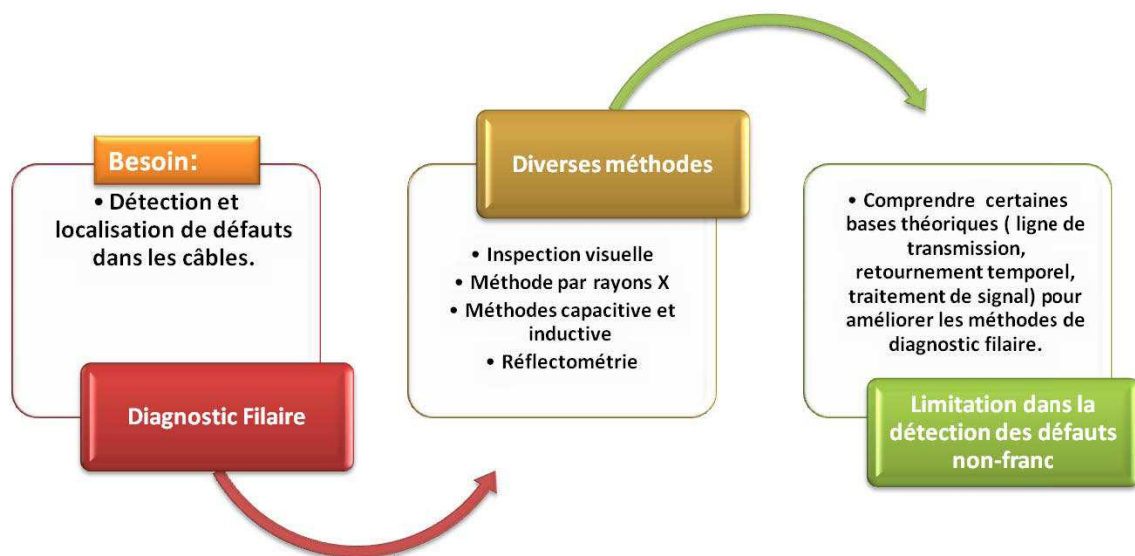 Besoin:
• Détection et
localisation de défauts
dans les câbles.
Diagnostic Filaire
Diverses méthodes
• Inspection visuelle
• Méthode par rayons X
• Méthodes capacitive et
inductive
• Réflectométrie
• Comprendre certaines
bases théoriques ( ligne de
transmission,
retournement temporel,
traitement de signal) pour
améliorer les méthodes de
diagnostic filaire.
Limitation dans la
détection des défauts
non-franc